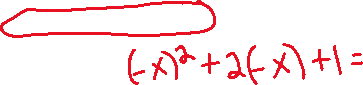 (-x)² + 2(-x) + 1 =